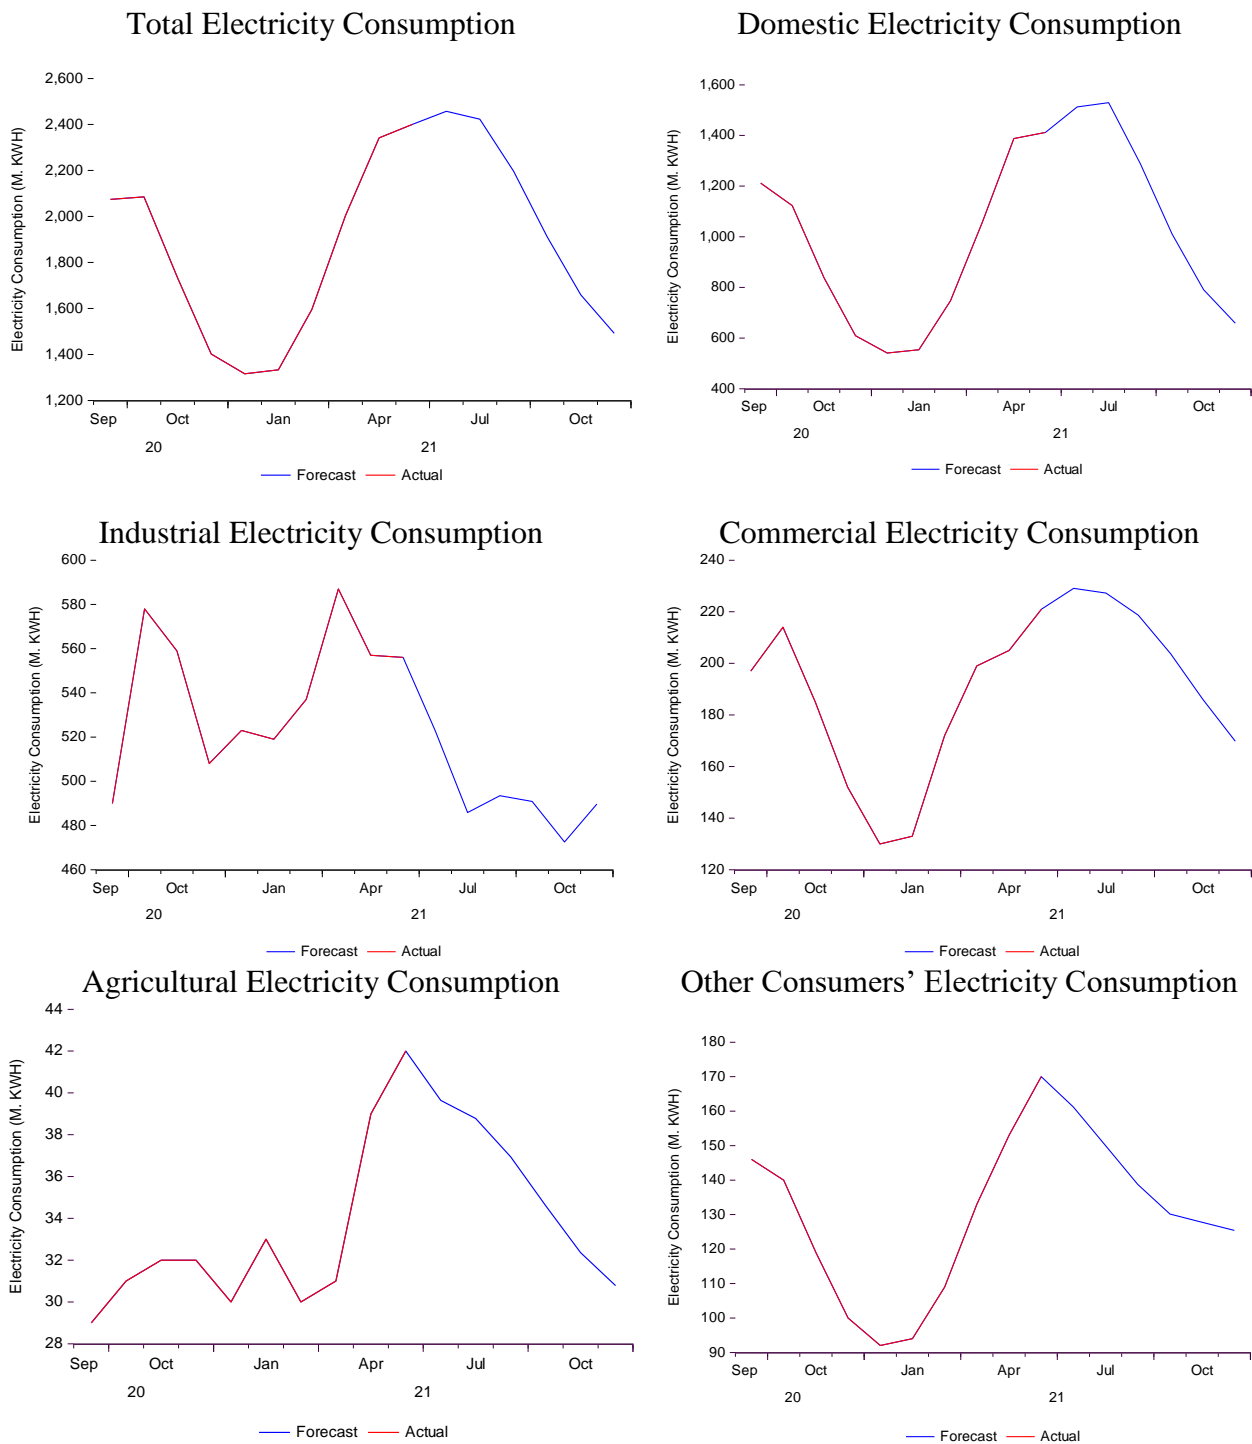 Total Electricity Consumption
Electricity Consumption (M. KWH)
2,600
2,400
2,200
2,000
1,800
1,600
1,400
1,200
Sep Oct Jan Apr Jul Oct
20 21
Forecast Actual
Domestic Electricity Consumption
Electricity Consumption (M. KWH)
1,600
1,400
1,200
1,000
800
600
400
Sep Oct Jan Apr Jul Oct
20 21
Forecast Actual
Industrial Electricity Consumption
Electricity Consumption (M. KWH)
600
580
560
540
520
500
480
460
Sep Oct Jan Apr Jul Oct
20 21
Forecast Actual
Commercial Electricity Consumption
Electricity Consumption (M. KWH)
240
220
200
180
160
140
120
Sep Oct Jan Apr Jul Oct
20 21
Forecast Actual
Agricultural Electricity Consumption
Electricity Consumption (M. KWH)
44
42
40
38
36
34
32
30
28
Sep Oct Jan Apr Jul Oct
20 21
Forecast Actual
Other Consumers’ Electricity Consumption
Electricity Consumption (M. KWH)
180
170
160
150
140
130
120
110
100
90
Sep Oct Jan Apr Jul Oct
20 21
Forecast Actual